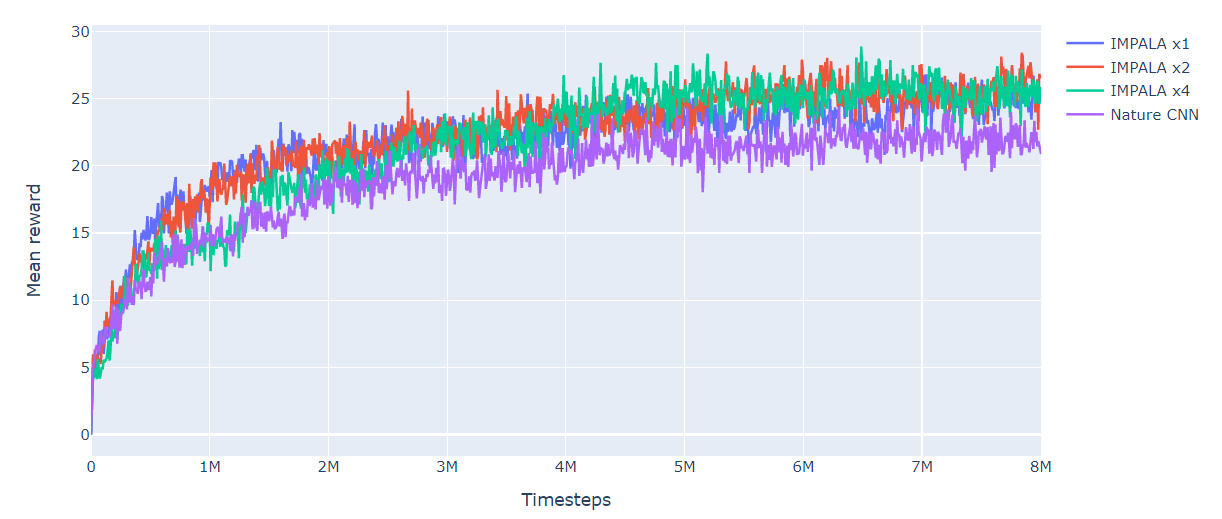 30
25
20
15
10
5
0
Mean reward
0 1M 2M 3M 4M 5M 6M 7M 8M
Timesteps
IMPALA x1
IMPALA x2
IMPALA x4
Nature CNN